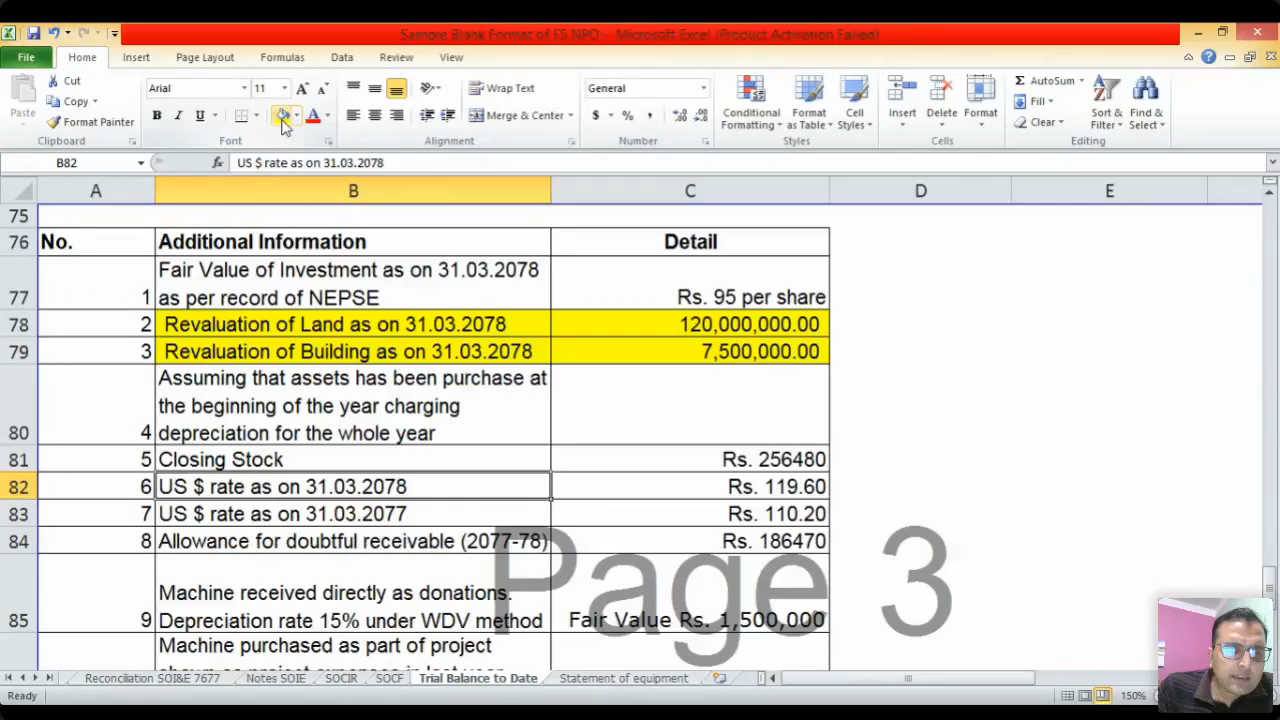 Sample Brank Format of FS NPO - Microsoft Excel (Product Activation Failed)
File Home Insert Page Layout Formulas Data Review View
Cut
Copy
Format Painter
Paste
Clipboard
Arial 11
B I U A
Font
Wrap Text
Merge & Center
Alignment
General
$ % ,
Number
Conditional Formatting
Format as Table
Cell Styles
Styles
Insert Delete Format
Cells
AutoSum
Fill
Clear
Sort & Filter
Find & Select
Editing
B82 fx US $ rate as on 31.03.2078
A B C D E
75
76 No. Additional Information Detail
77 1 Fair Value of Investment as on 31.03.2078
as per record of NEPSE Rs. 95 per share
78 2 Revaluation of Land as on 31.03.2078 120,000,000.00
79 3 Revaluation of Building as on 31.03.2078 7,500,000.00
80 4 Assuming that assets has been purchase at
the beginning of the year charging
depreciation for the whole year
81 5 Closing Stock Rs. 256480
82 6 US $ rate as on 31.03.2078 Rs. 119.60
83 7 US $ rate as on 31.03.2077 Rs. 110.20
84 8 Allowance for doubtful receivable (2077-78) Rs. 186470
85 9 Machine received directly as donations.
Depreciation rate 15% under WDV method Fair Value Rs. 1,500,000
Machine purchased as part of project
Page 3
Reconciliation SOI&E 7677 Notes SOIE SOCIR SOCF Trial Balance to Date Statement of equipment
Ready 150%